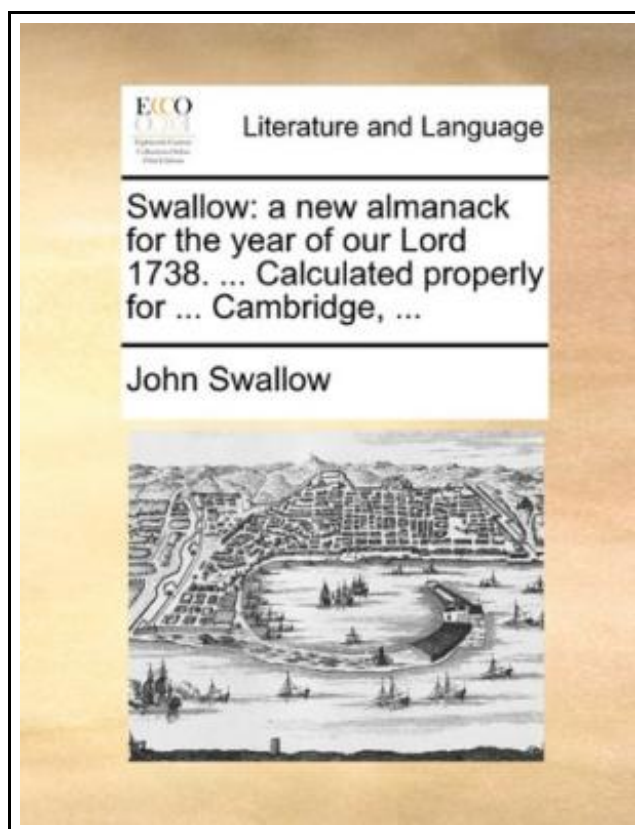 ECCO
Literature and Language
Swallow: a new almanack
for the year of our Lord
1738. ... Calculated properly
for ... Cambridge, ...
John Swallow